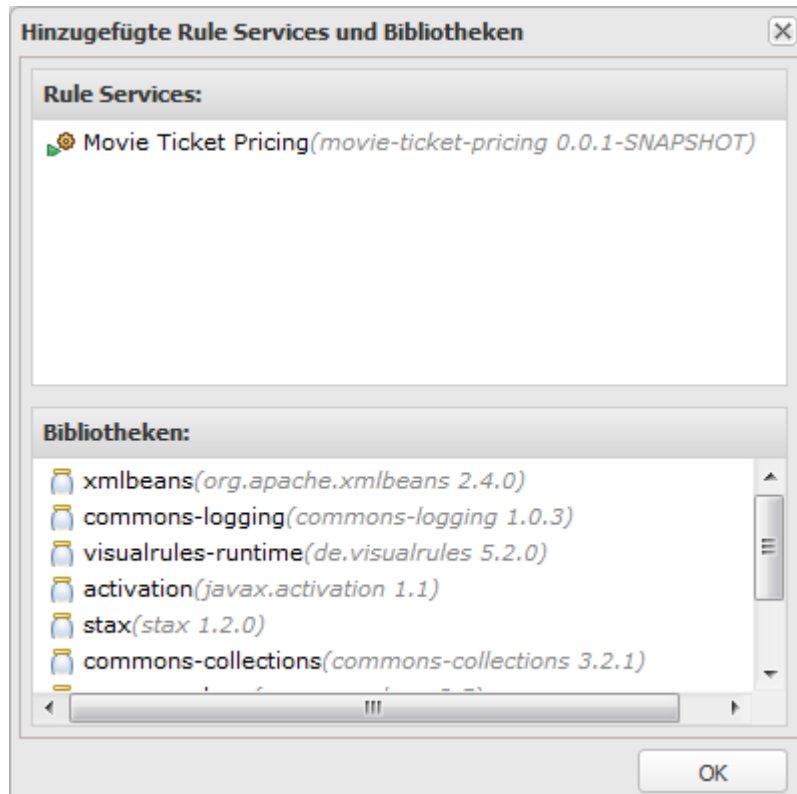 Hinzugefügte Rule Services und Bibliotheken
Rule Services:
Movie Ticket Pricing(movie-ticket-pricing 0.0.1-SNAPSHOT)
Bibliotheken:
xmlbeans(org.apache.xmlbeans 2.4.0)
commons-logging(commons-logging 1.0.3)
visualrules-runtime(de.visualrules 5.2.0)
activation(javax.activation 1.1)
stax(stax 1.2.0)
commons-collections(commons-collections 3.2.1)
OK